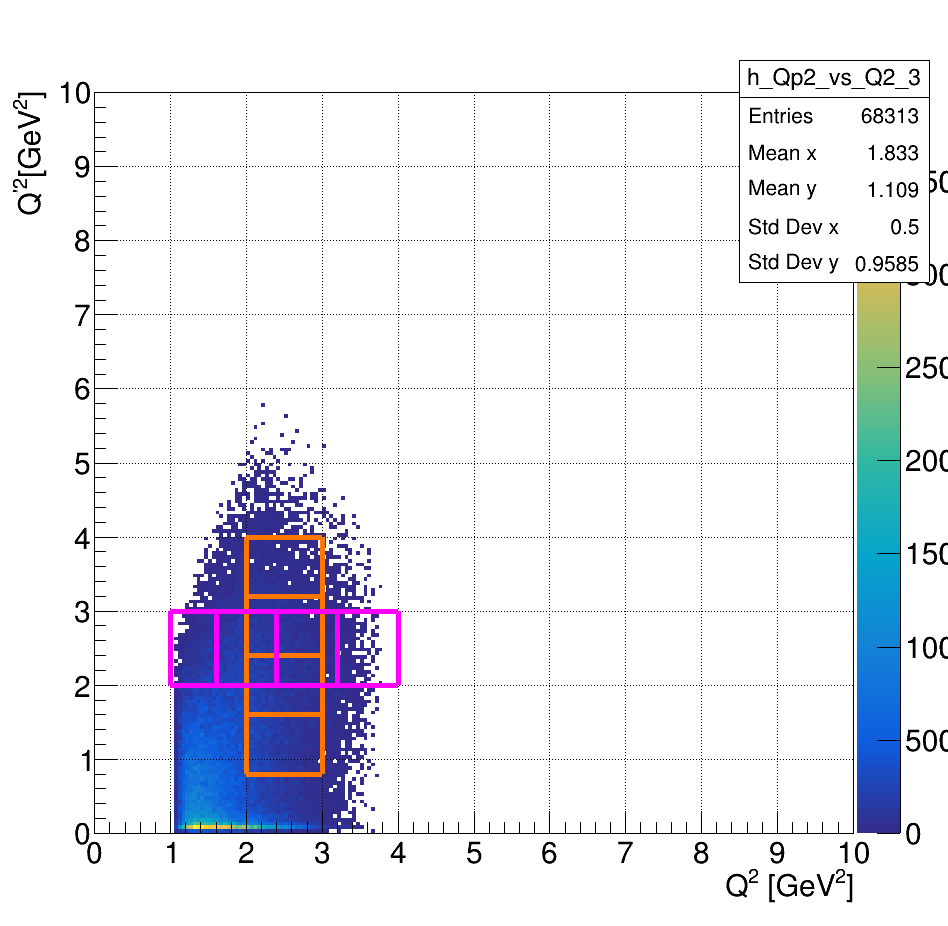 h_Qp2_vs_Q2_3
Entries 68313
Mean x 1.833
Mean y 1.109
Std Dev x 0.5
Std Dev y 0.9585
Q'²[GeV²]
10
9
8
7
6
5
4
3
2
1
0
0 1 2 3 4 5 6 7 8 9 10
Q² [GeV²]
250
200
150
100
500
0